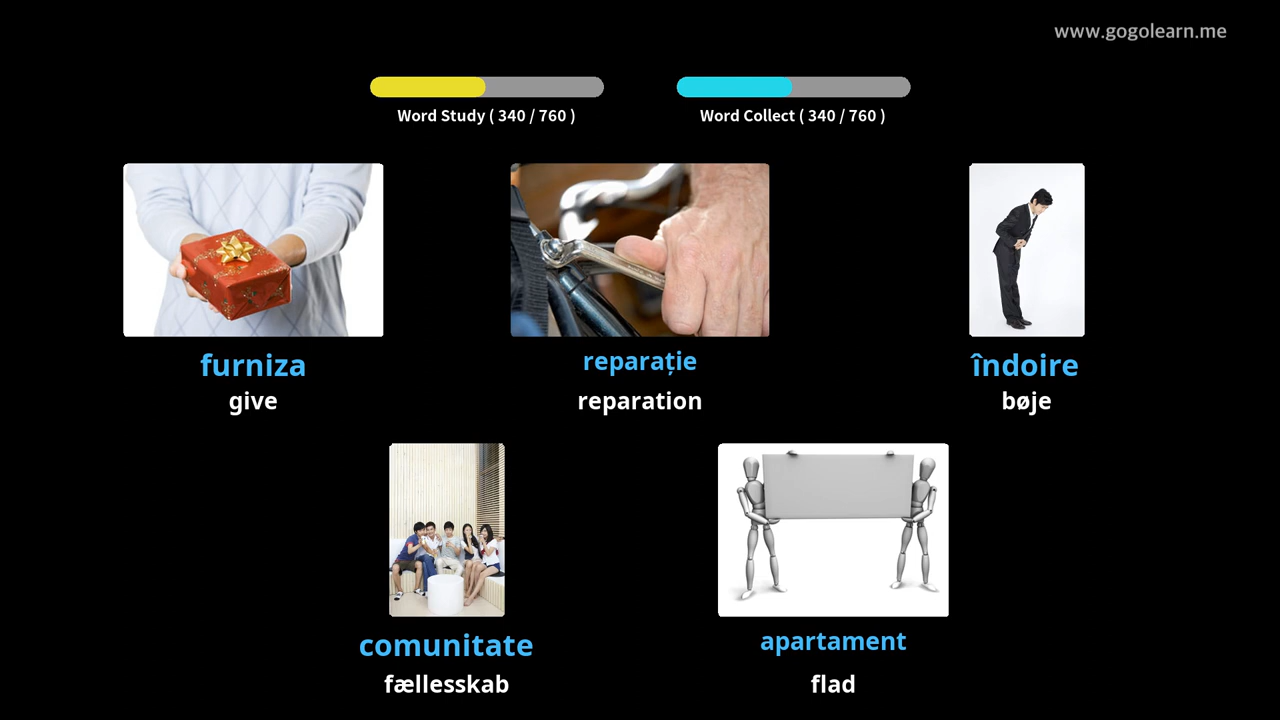 www.gogolearn.me
Word Study ( 340 / 760 )
Word Collect ( 340 / 760 )
furniza
give
reparație
reparation
îndoire
bøje
comunitate
fællesskab
apartament
flad